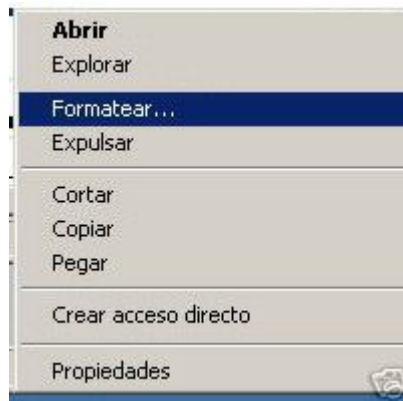 Abrir
Explorar
Formatear...
Expulsar
Cortar
Copiar
Pegar
Crear acceso directo
Propiedades